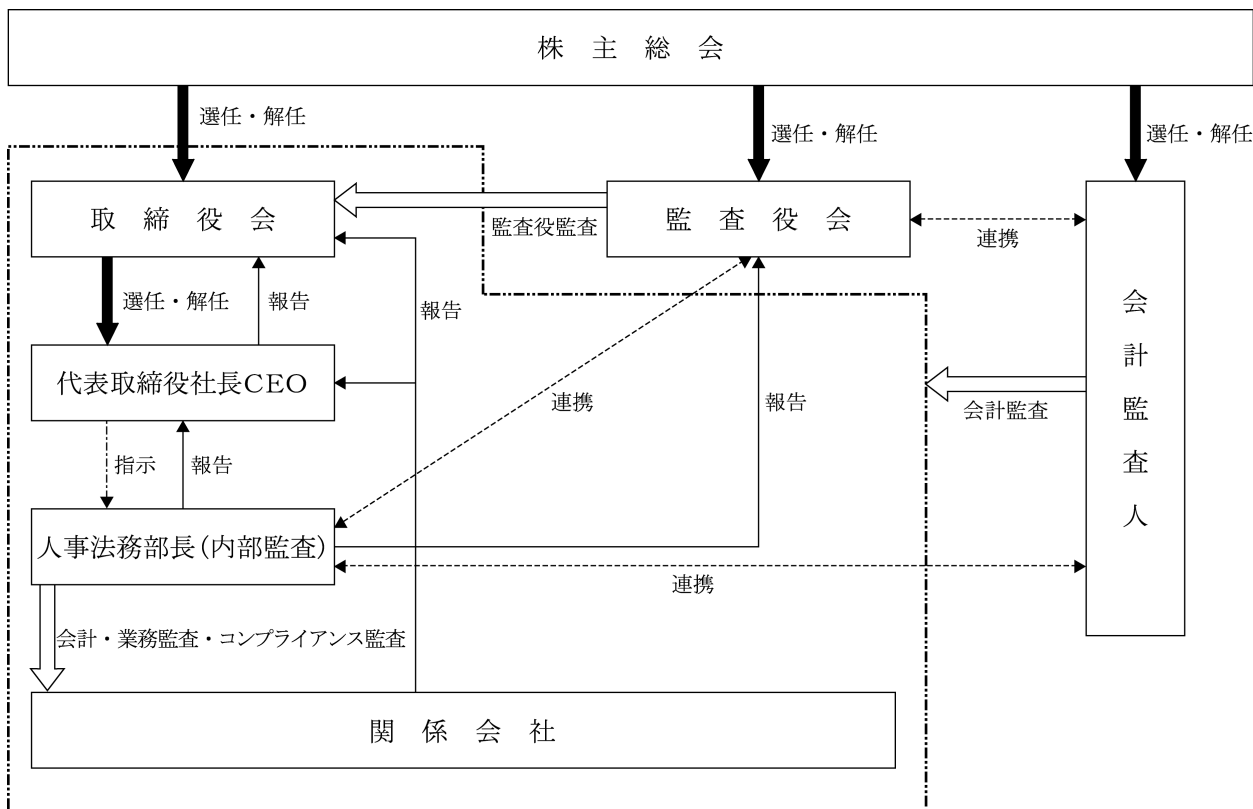 株主総会
選任・解任
選任・解任
選任・解任
取締役会
監査役監査
監査役会
連携
会計監査人
選任・解任
報告
報告
代表取締役社長CEO
連携
報告
会計監査
指示
報告
人事法務部長(内部監査)
連携
会計・業務監査・コンプライアンス監査
関係会社